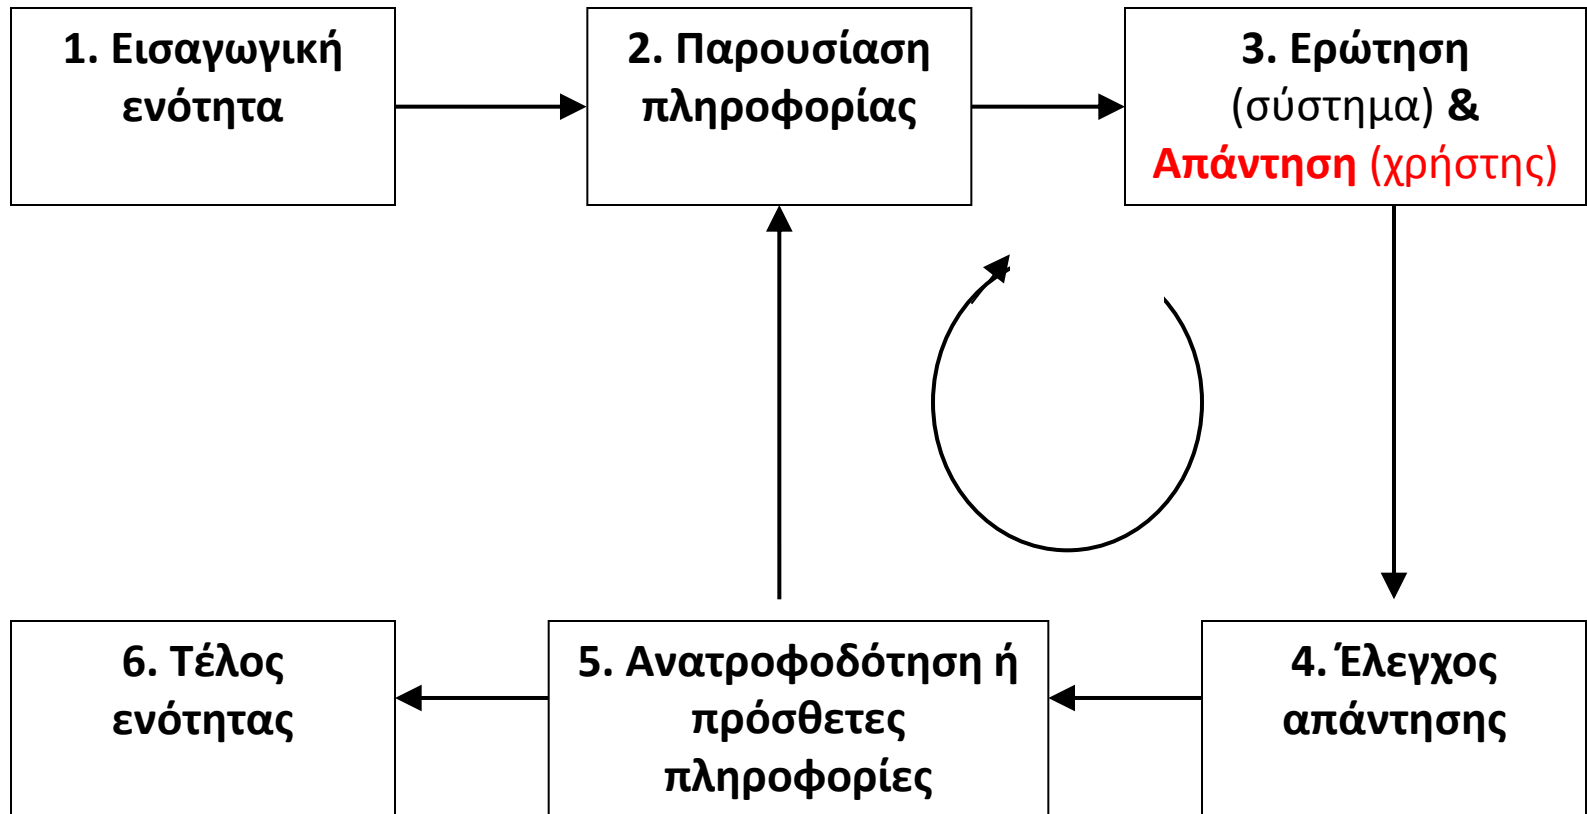 1. Εισαγωγική
ενότητα
2. Παρουσίαση
πληροφορίας
3. Ερώτηση
(σύστημα) &
Απάντηση (χρήστης)
6. Τέλος
ενότητας
5. Ανατροφοδότηση ή
πρόσθετες
πληροφορίες
4. Έλεγχος
απάντησης